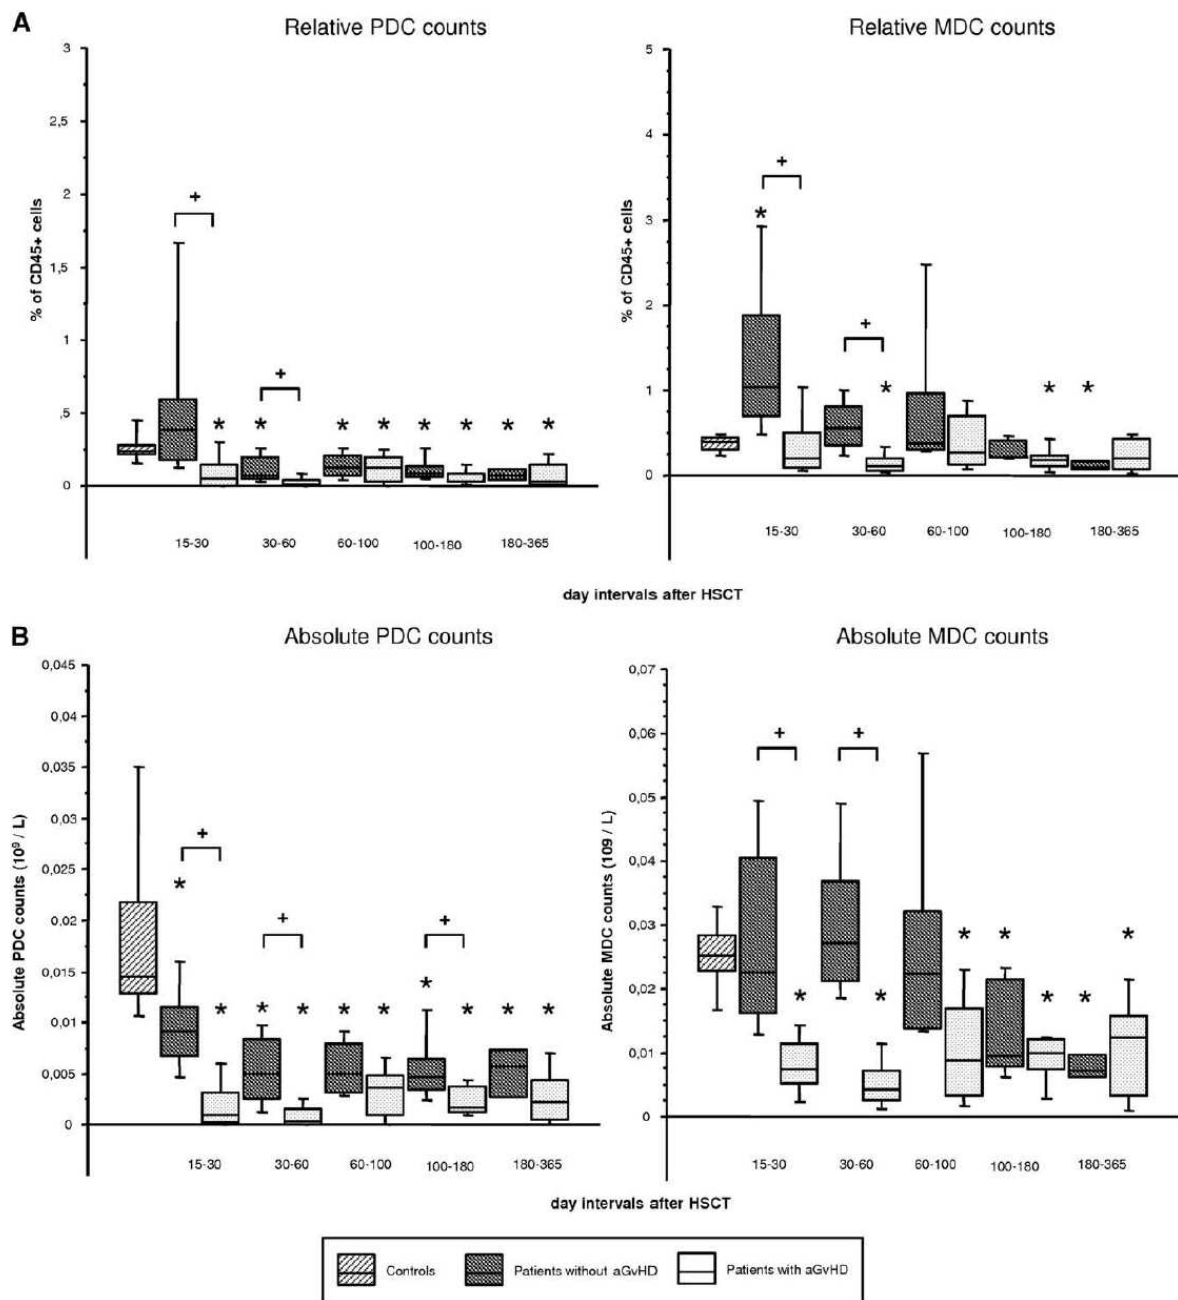 A
Relative PDC counts
3
2,5
2
1,5
1
,5
0
% of CD45+ cells
+
+
* * * * * * * *
15-30 30-60 60-100 100-180 180-365
Relative MDC counts
5
4
3
2
1
0
% of CD45+ cells
+
*
+
* * *
15-30 30-60 60-100 100-180 180-365
day intervals after HSCT
B
Absolute PDC counts
0,045
0,04
0,035
0,03
0,025
0,02
0,015
0,01
0,005
0
Absolute PDC counts (10⁹ / L)
+
*
+ +
*
* * * * * * * *
15-30 30-60 60-100 100-180 180-365
Absolute MDC counts
0,07
0,06
0,05
0,04
0,03
0,02
0,01
0
Absolute MDC counts (109 / L)
+ +
* * *
* * * *
15-30 30-60 60-100 100-180 180-365
day intervals after HSCT
Controls Patients without aGvHD Patients with aGvHD